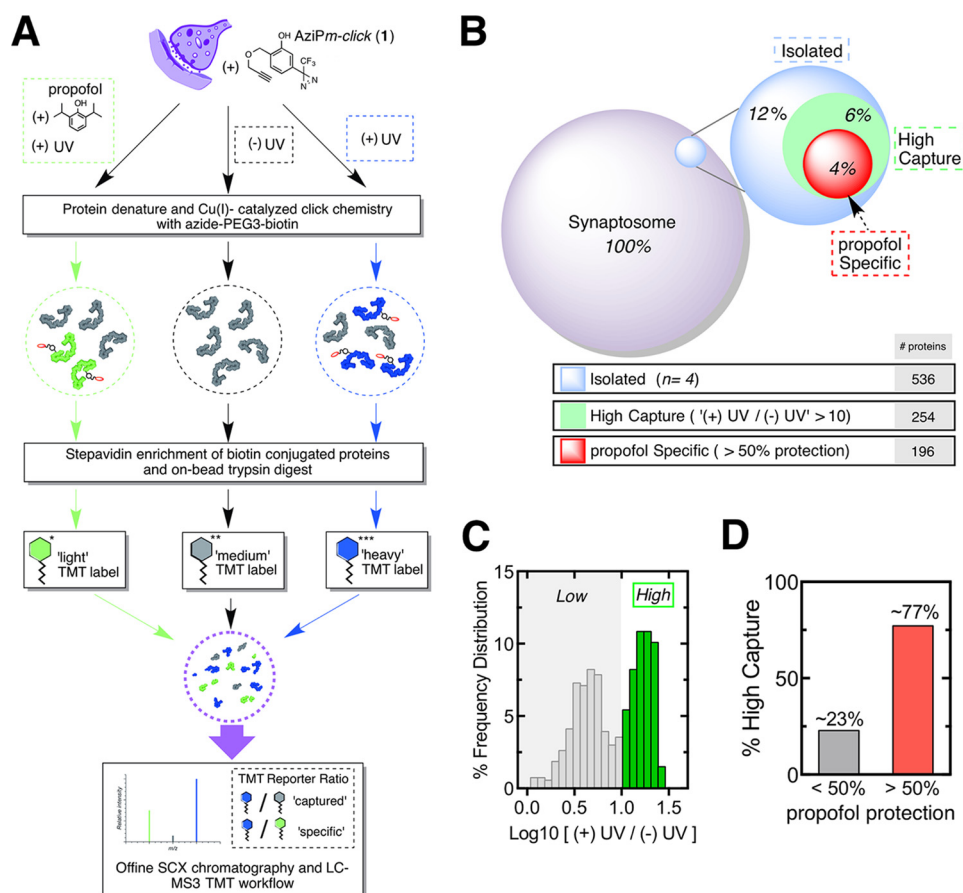 A
AziPm-click (1)
OH
CF3
O
N
N
(+)
propofol
OH
(+)
(+) UV
(-) UV
(+) UV
Protein denature and Cu(I)- catalyzed click chemistry
with azide-PEG3-biotin
Stepavidin enrichment of biotin conjugated proteins
and on-bead trypsin digest
*
'light'
TMT label
**
'medium'
TMT label
***
'heavy'
TMT label
Relative intensity
m/z
TMT Reporter Ratio
/ 'captured'
/ 'specific'
Offine SCX chromatography and LC-
MS3 TMT workflow
B
Isolated
12%
6%
High
Capture
4%
Synaptosome
100%
propofol
Specific
# proteins
Isolated (n= 4) 536
High Capture ( '(+) UV / (-) UV' > 10) 254
propofol Specific ( > 50% protection) 196
C
% Frequency Distribution
15
10
5
0
Low
High
0.0 0.5 1.0 1.5
Log10 [ (+) UV / (-) UV ]
D
% High Capture
100
75
50
25
0
~23%
~77%
< 50% > 50%
propofol protection